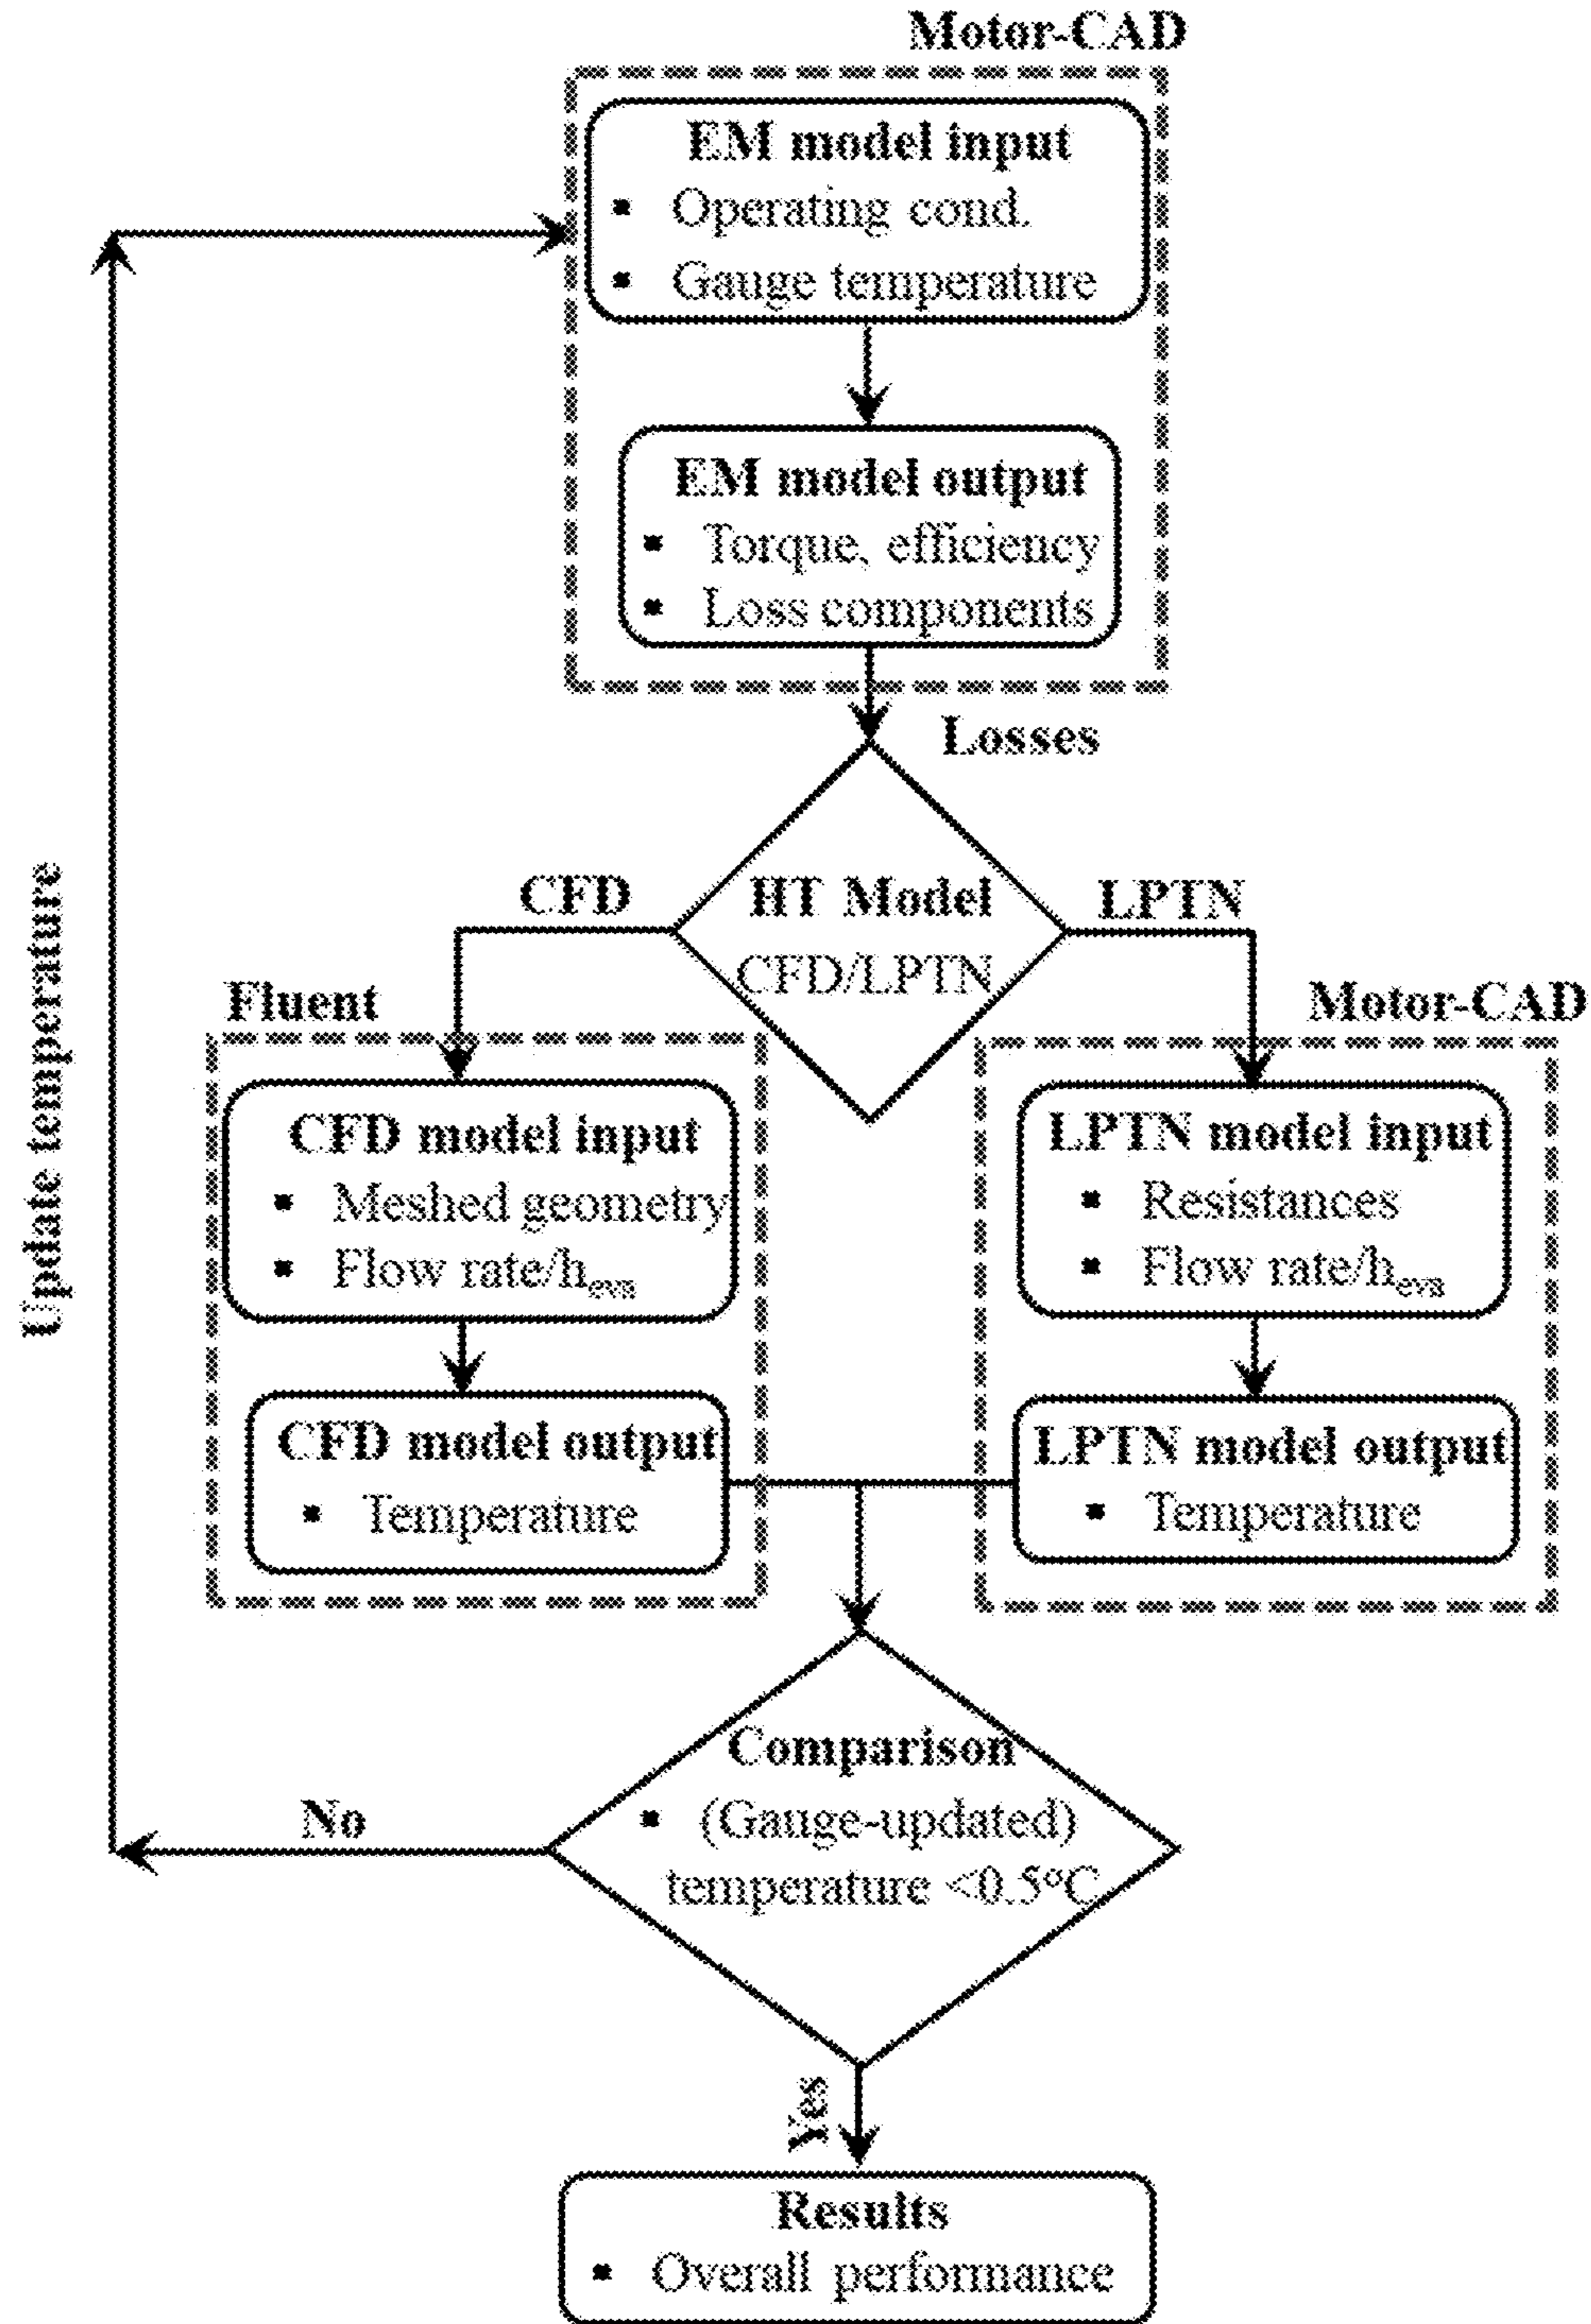 Motor-CAD
EM model input
▪ Operating cond.
▪ Gauge temperature
EM model output
▪ Torque, efficiency
▪ Loss components
Losses
HT Model
CFD/LPTN
CFD
LPTN
Fluent
CFD model input
▪ Meshed geometry
▪ Flow rate/heva
CFD model output
▪ Temperature
Motor-CAD
LPTN model input
▪ Resistances
▪ Flow rate/heva
LPTN model output
▪ Temperature
Comparison
▪ (Gauge-updated)
temperature <0.5°C
No
Update temperature
Yes
Results
▪ Overall performance